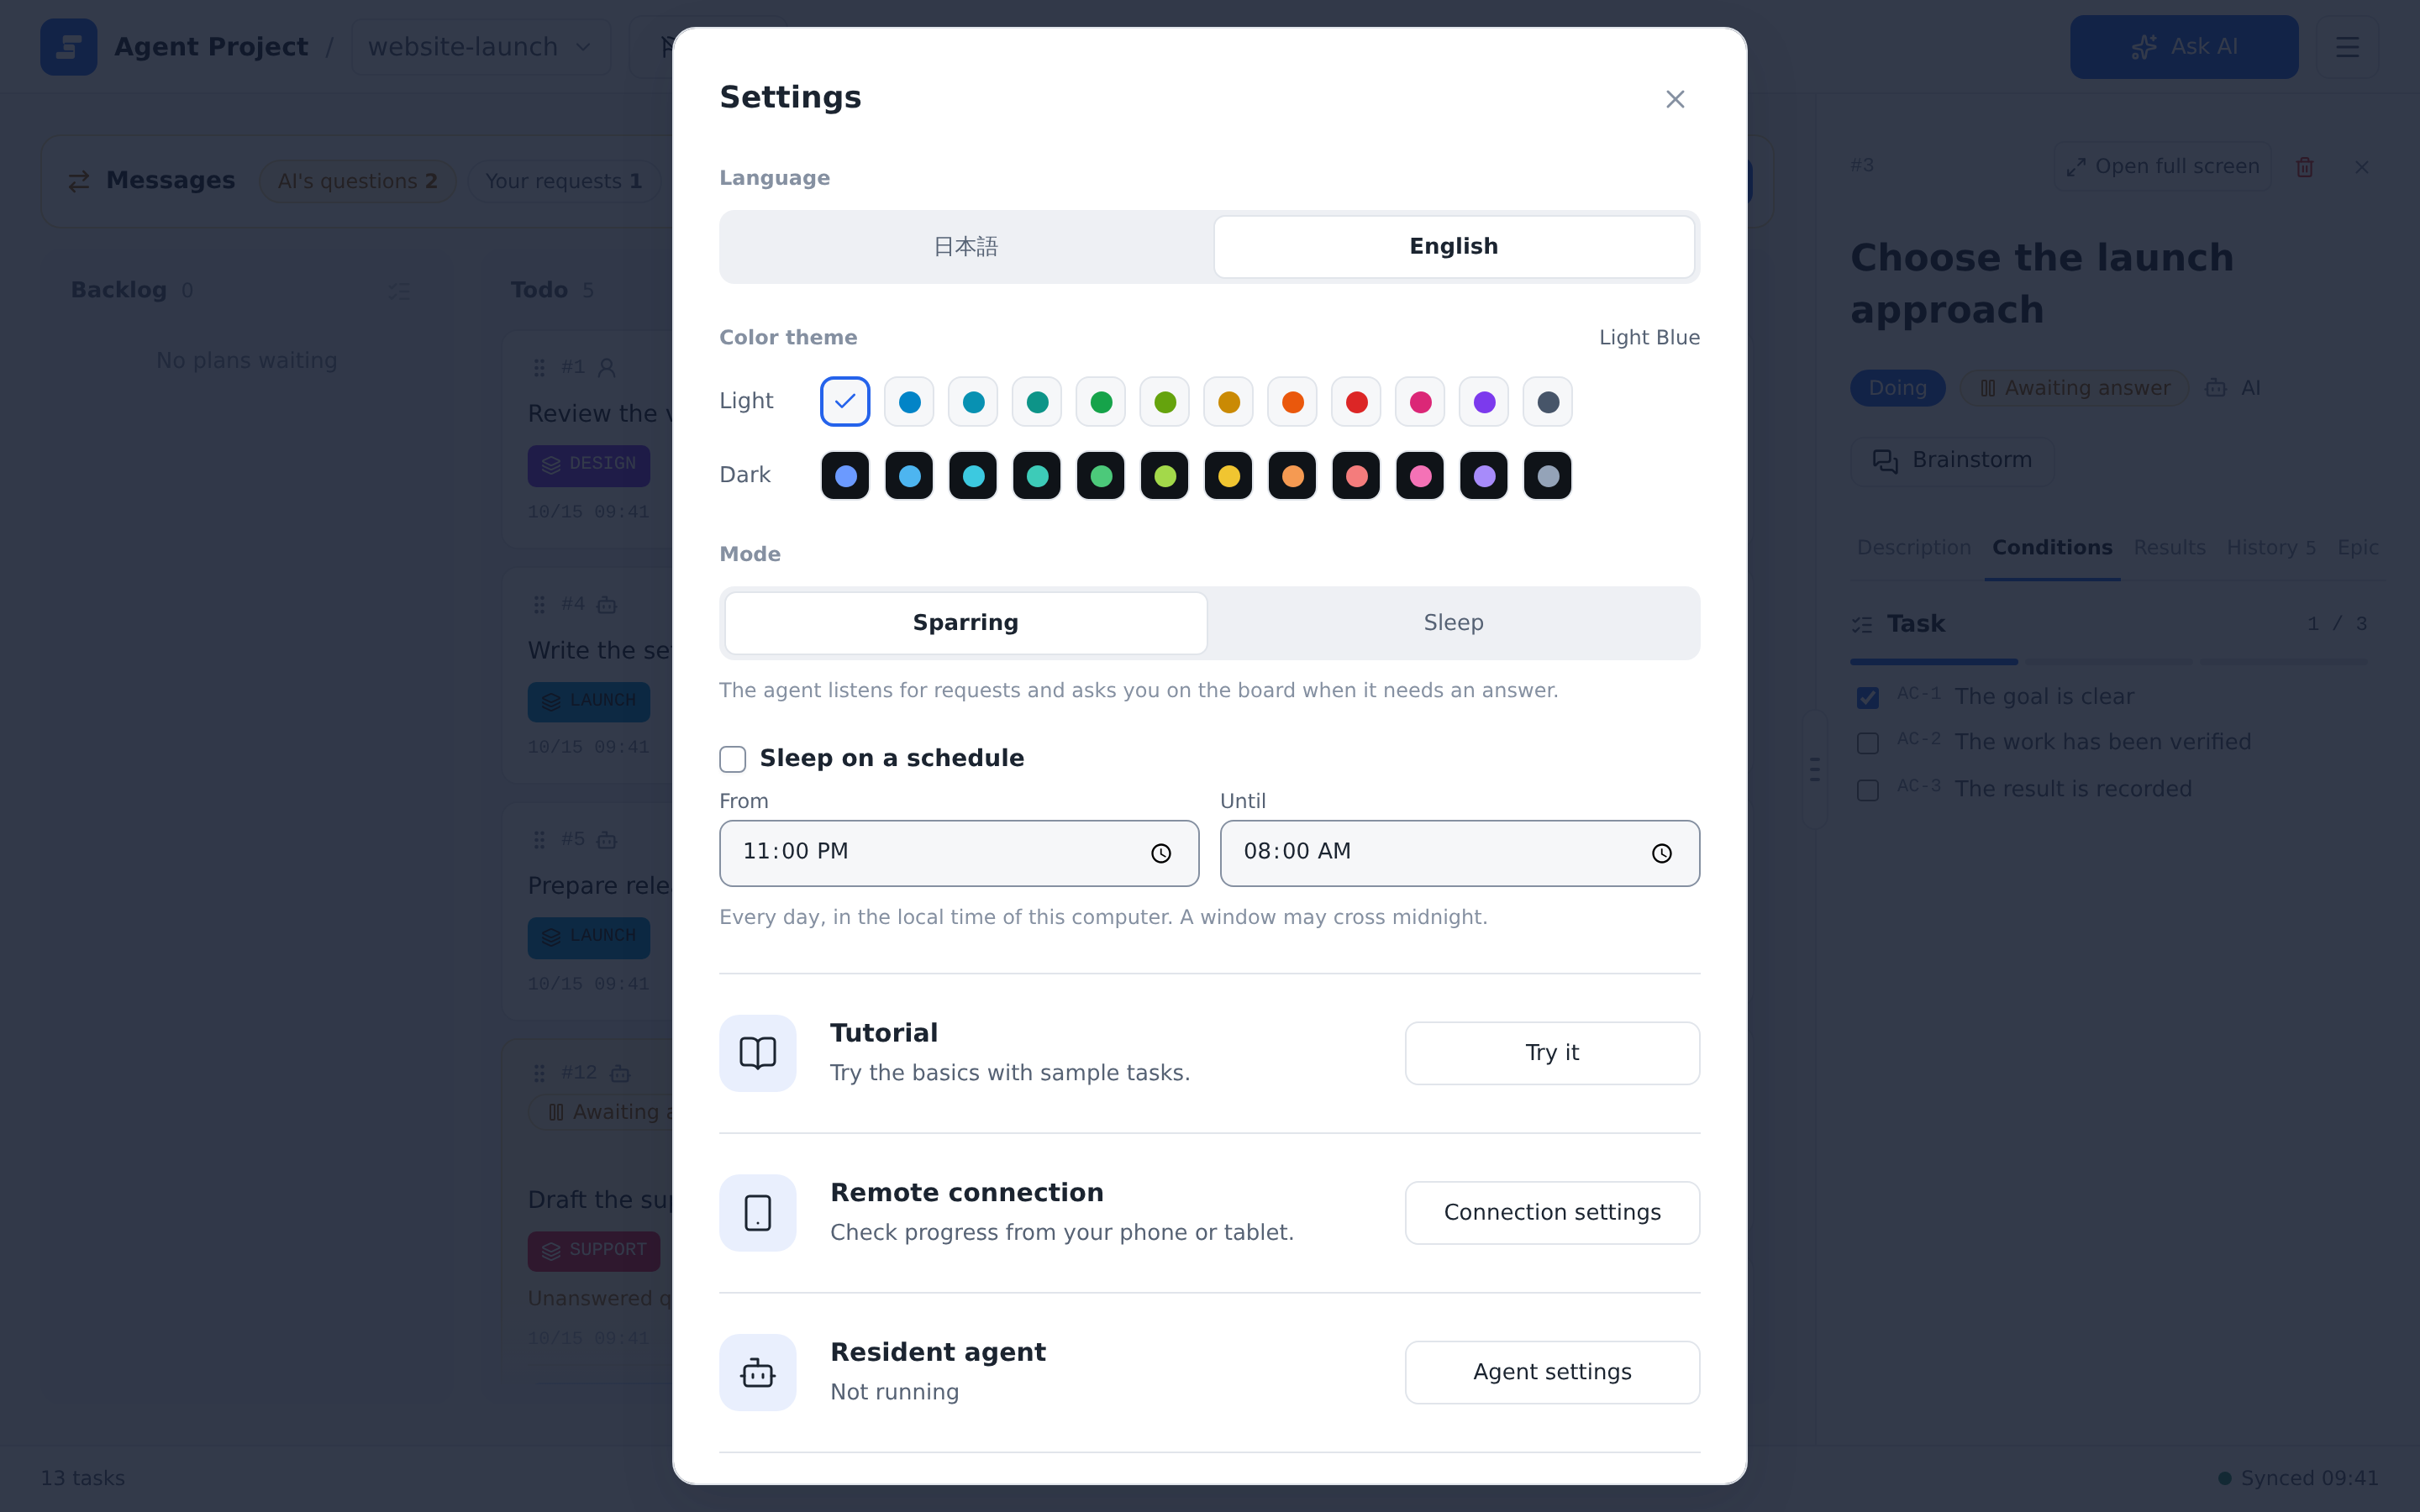 Agent Project / website-launch
Ask AI
Messages AI's questions 2 Your requests 1
Backlog 0
No plans waiting
Todo 5
#1
Review the
DESIGN
10/15 09:41
#4
Write the
LAUNCH
10/15 09:41
#5
Prepare
LAUNCH
10/15 09:41
#12
Awaiting
Draft the
SUPPORT
Unanswered
10/15 09:41
13 tasks
Settings
Language
日本語 English
Color theme Light Blue
Light
Dark
Mode
Sparring Sleep
The agent listens for requests and asks you on the board when it needs an answer.
Sleep on a schedule
From Until
11:00 PM 08:00 AM
Every day, in the local time of this computer. A window may cross midnight.
Tutorial
Try the basics with sample tasks.
Try it
Remote connection
Check progress from your phone or tablet.
Connection settings
Resident agent
Not running
Agent settings
#3 Open full screen
Choose the launch
approach
Doing Awaiting answer AI
Brainstorm
Description Conditions Results History 5 Epic
Task 1 / 3
AC-1 The goal is clear
AC-2 The work has been verified
AC-3 The result is recorded
Synced 09:41